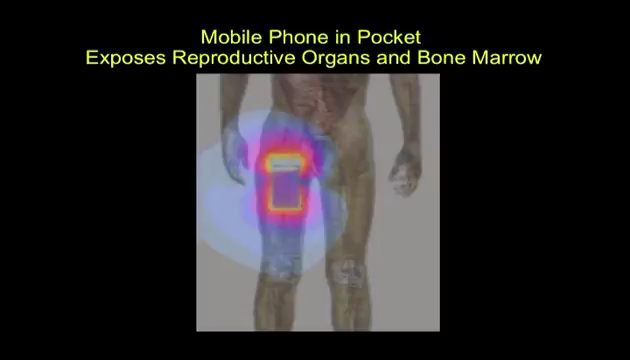 Mobile Phone in Pocket
Exposes Reproductive Organs and Bone Marrow